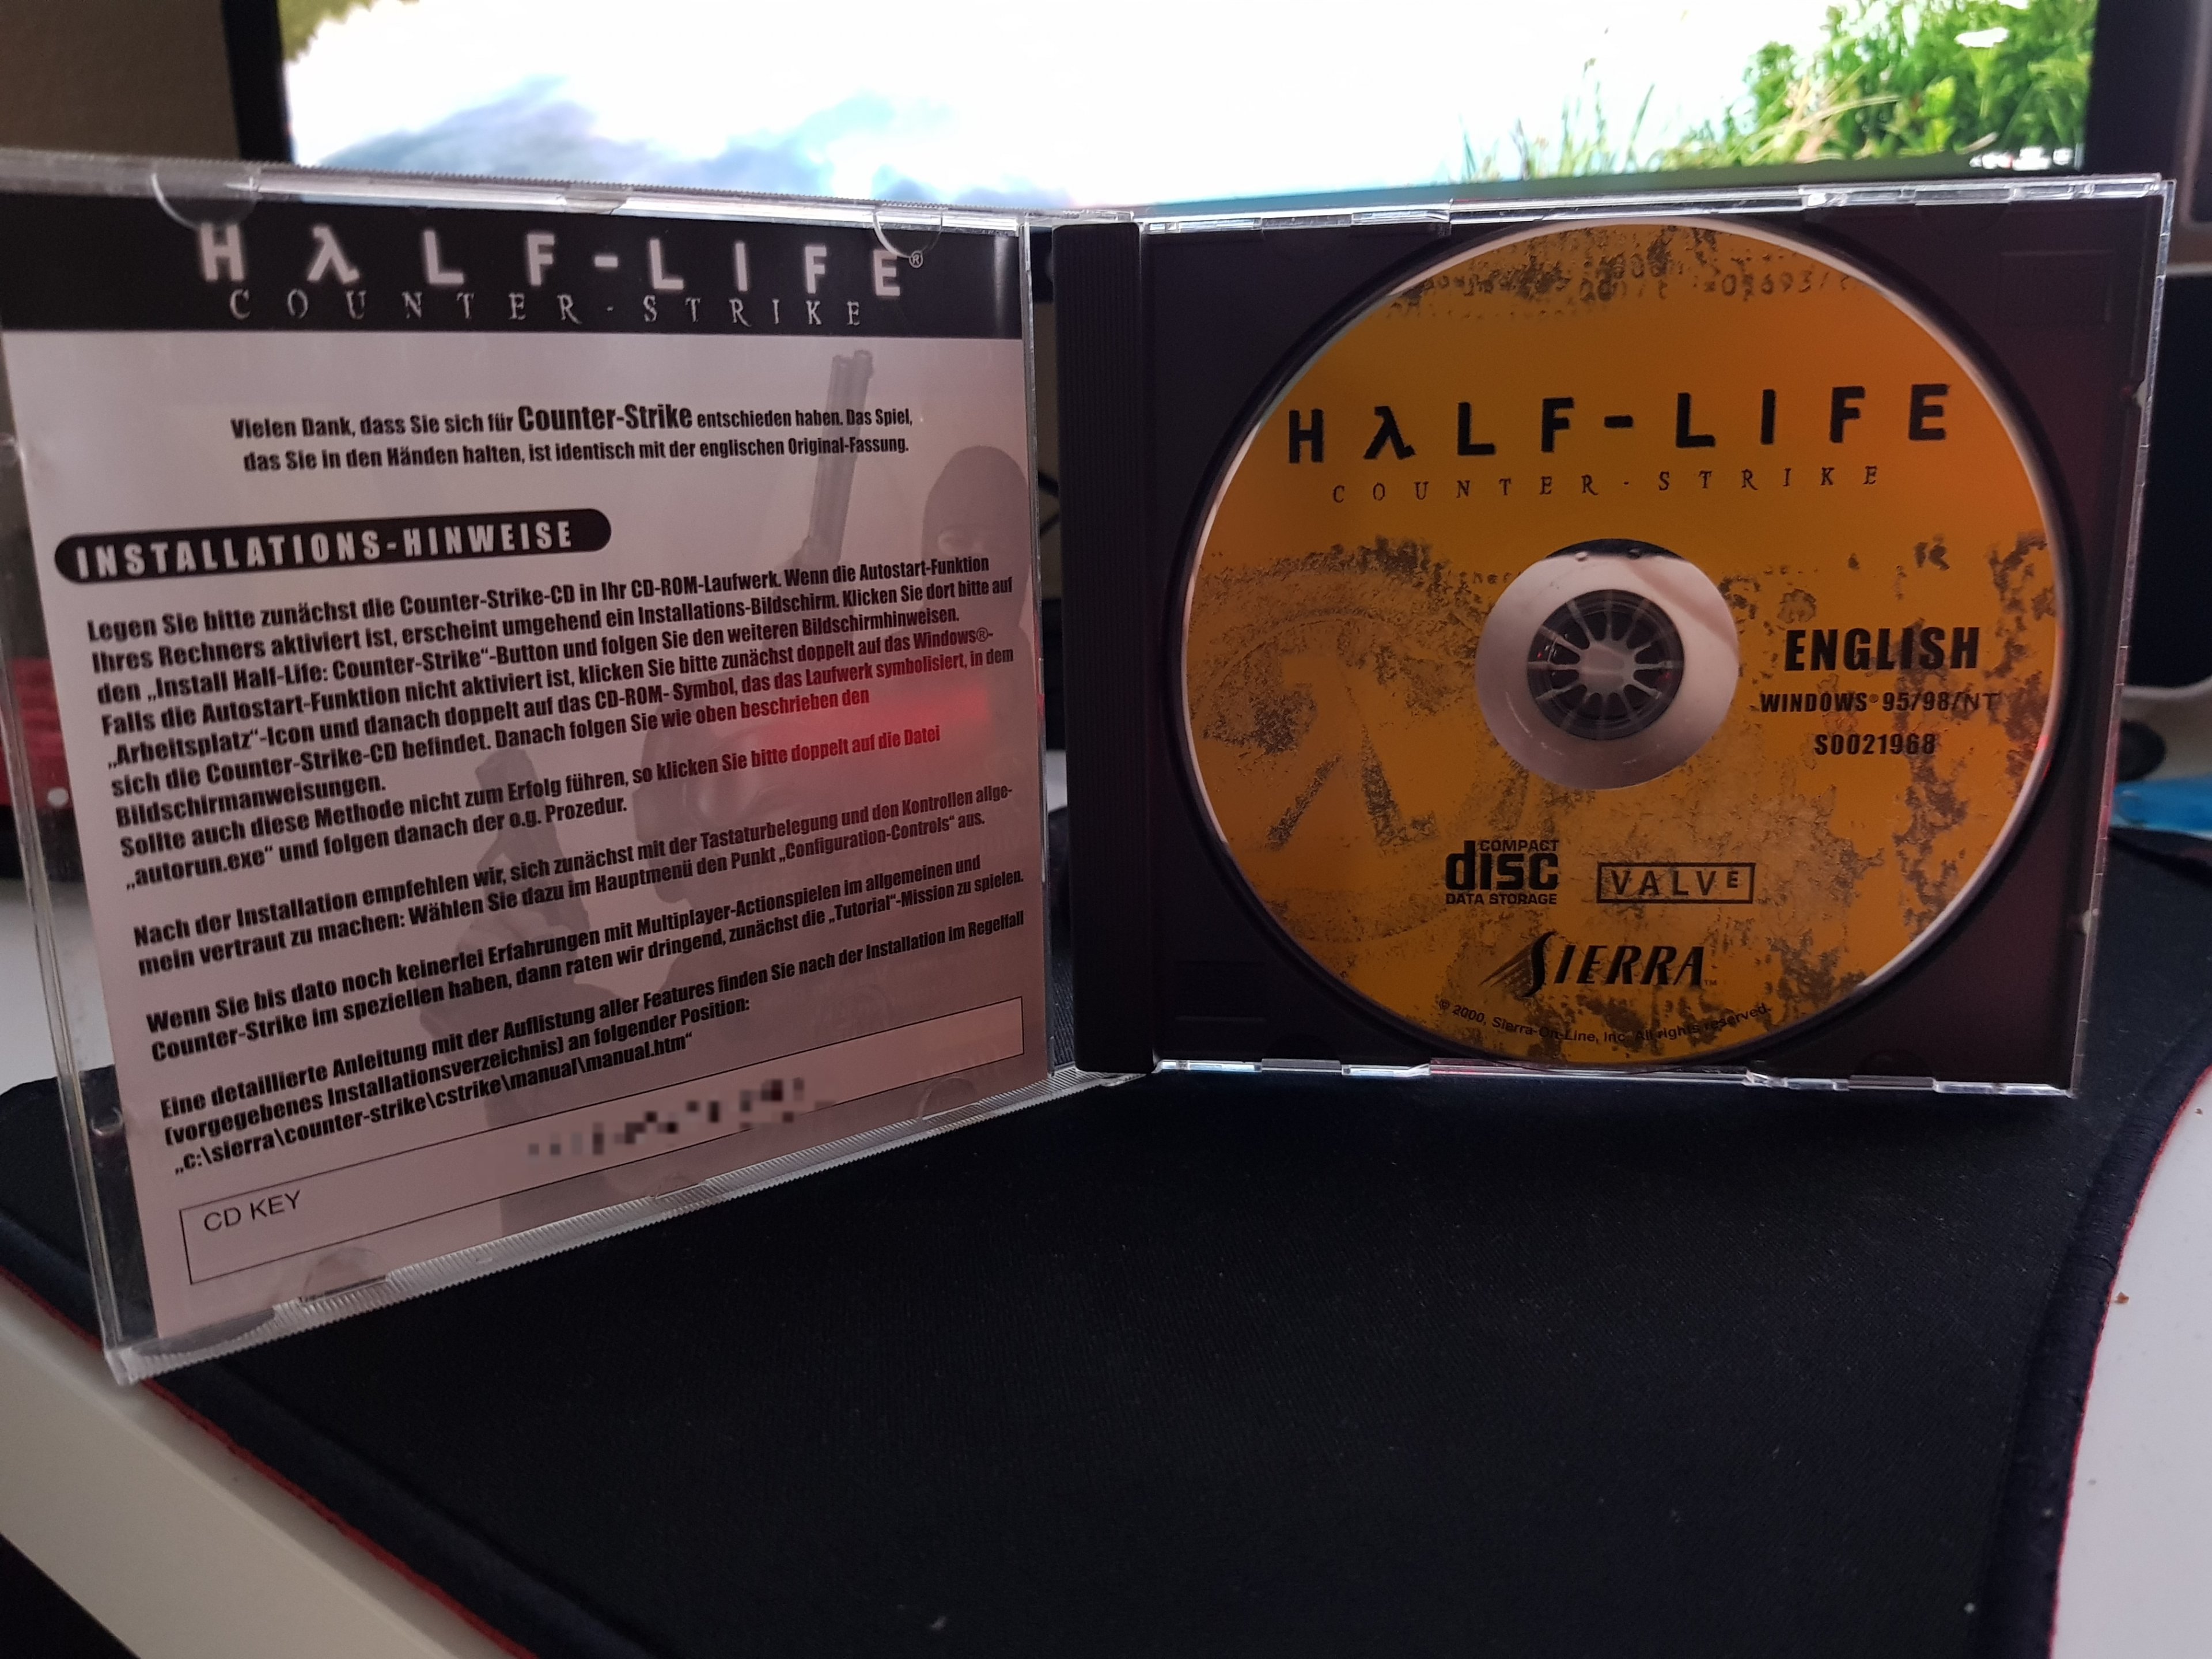 HλLF-LIFE®
COUNTER-STRIKE
Vielen Dank, dass Sie sich für Counter-Strike entschieden haben. Das Spiel,
das Sie in den Händen halten, ist identisch mit der englischen Original-Fassung.
INSTALLATIONS-HINWEISE
Legen Sie bitte zunächst die Counter-Strike-CD in Ihr CD-ROM-Laufwerk. Wenn die Autostart-Funktion
Ihres Rechners aktiviert ist, erscheint umgehend ein Installations-Bildschirm. Klicken Sie dort bitte auf
den „Install Half-Life: Counter-Strike“-Button und folgen Sie den weiteren Bildschirmhinweisen.
Falls die Autostart-Funktion nicht aktiviert ist, klicken Sie bitte zunächst doppelt auf das Windows®-
„Arbeitsplatz“-Icon und danach doppelt auf das CD-ROM- Symbol, das das Laufwerk symbolisiert, in dem
sich die Counter-Strike-CD befindet. Danach folgen Sie wie oben beschrieben den
Bildschirmanweisungen.
Sollte auch diese Methode nicht zum Erfolg führen, so klicken Sie bitte doppelt auf die Datei
„autorun.exe“ und folgen danach der o.g. Prozedur.
Nach der Installation empfehlen wir, sich zunächst mit der Tastaturbelegung und den Kontrollen allge-
mein vertraut zu machen: Wählen Sie dazu im Hauptmenü den Punkt „Configuration-Controls“ aus.
Wenn Sie bis dato noch keinerlei Erfahrungen mit Multiplayer-Actionspielen im allgemeinen und
Counter-Strike im speziellen haben, dann raten wir dringend, zunächst die „Tutorial“-Mission zu spielen.
Eine detaillierte Anleitung mit der Auflistung aller Features finden Sie nach der Installation im Regelfall
(vorgegebenes Installationsverzeichnis) an folgender Position:
„c:\sierra\counter-strike\cstrike\manual\manual.htm“
CD KEY
HλLF-LIFE
COUNTER-STRIKE
ENGLISH
WINDOWS® 95/98/NT
S0021968
COMPACT
disc
DATA STORAGE
VALVE
SIERRA™
© 2000, Sierra-On-Line, Inc. All rights reserved.